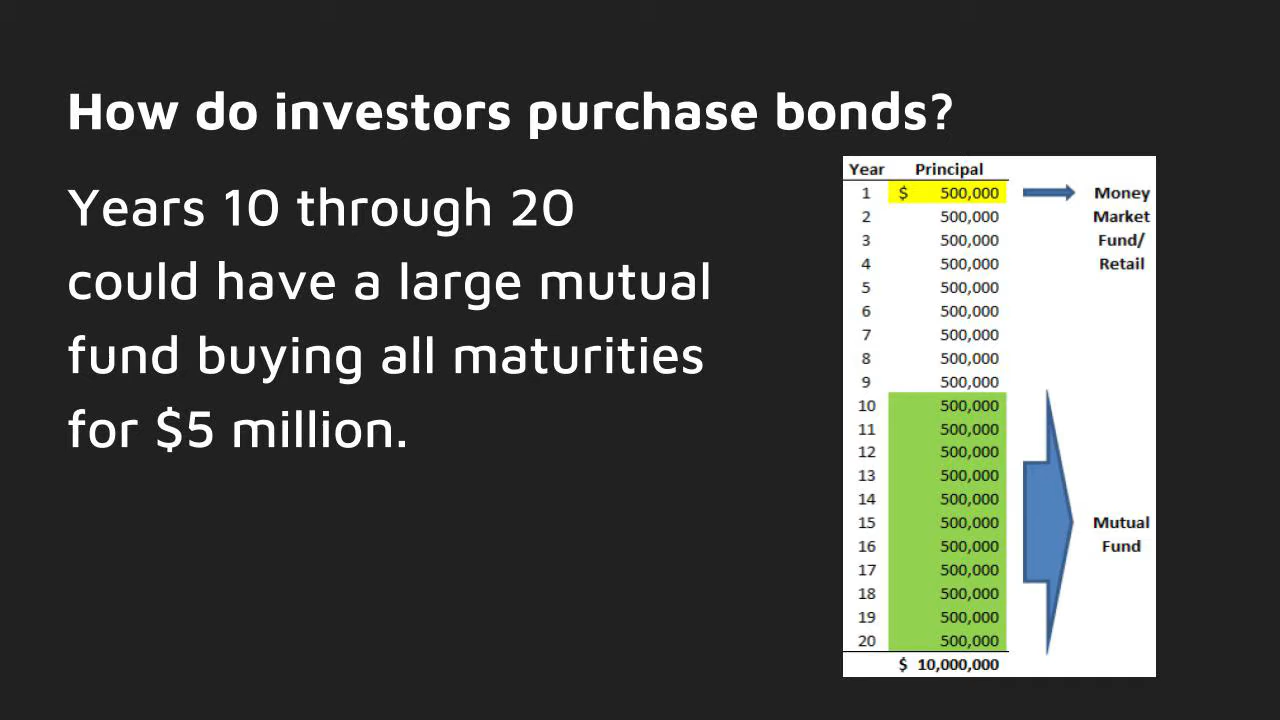 How do investors purchase bonds?
Years 10 through 20
could have a large mutual
fund buying all maturities
for $5 million.
Year Principal
1 $ 500,000 Money
2 500,000 Market
3 500,000 Fund/
4 500,000 Retail
5 500,000
6 500,000
7 500,000
8 500,000
9 500,000
10 500,000
11 500,000
12 500,000
13 500,000
14 500,000
15 500,000 Mutual
16 500,000 Fund
17 500,000
18 500,000
19 500,000
20 500,000
$ 10,000,000